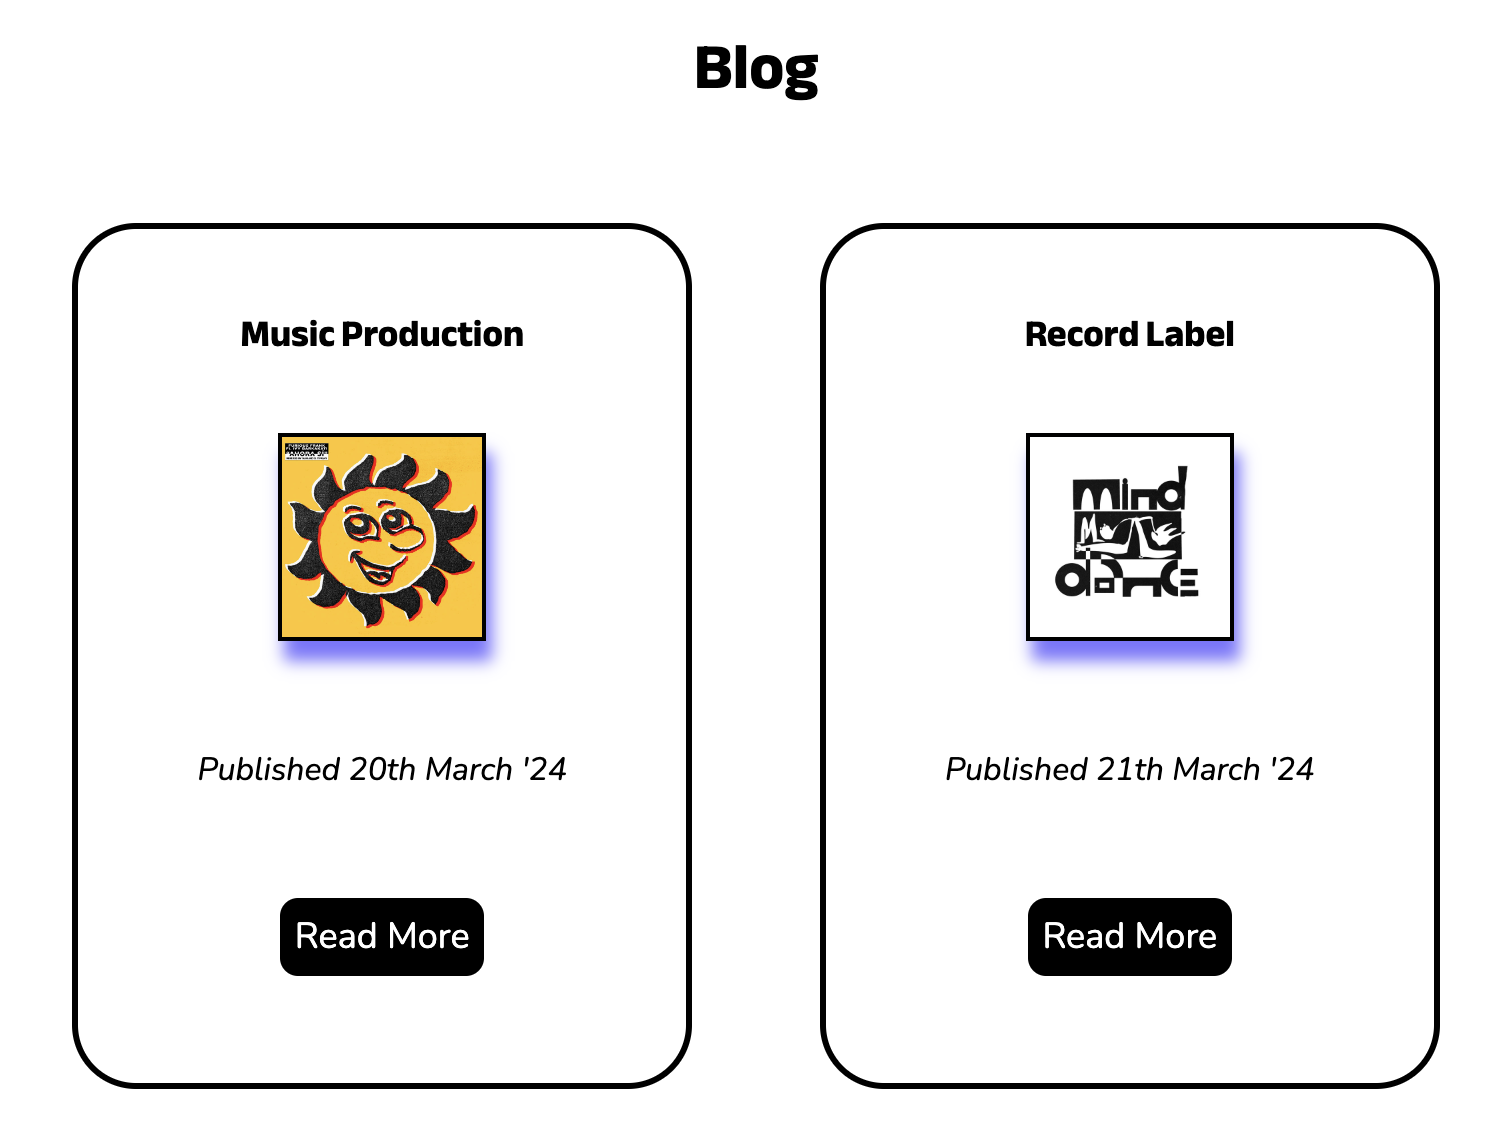 Blog
Music Production
Record Label
mind
dance
Published 20th March '24
Published 21th March '24
Read More
Read More